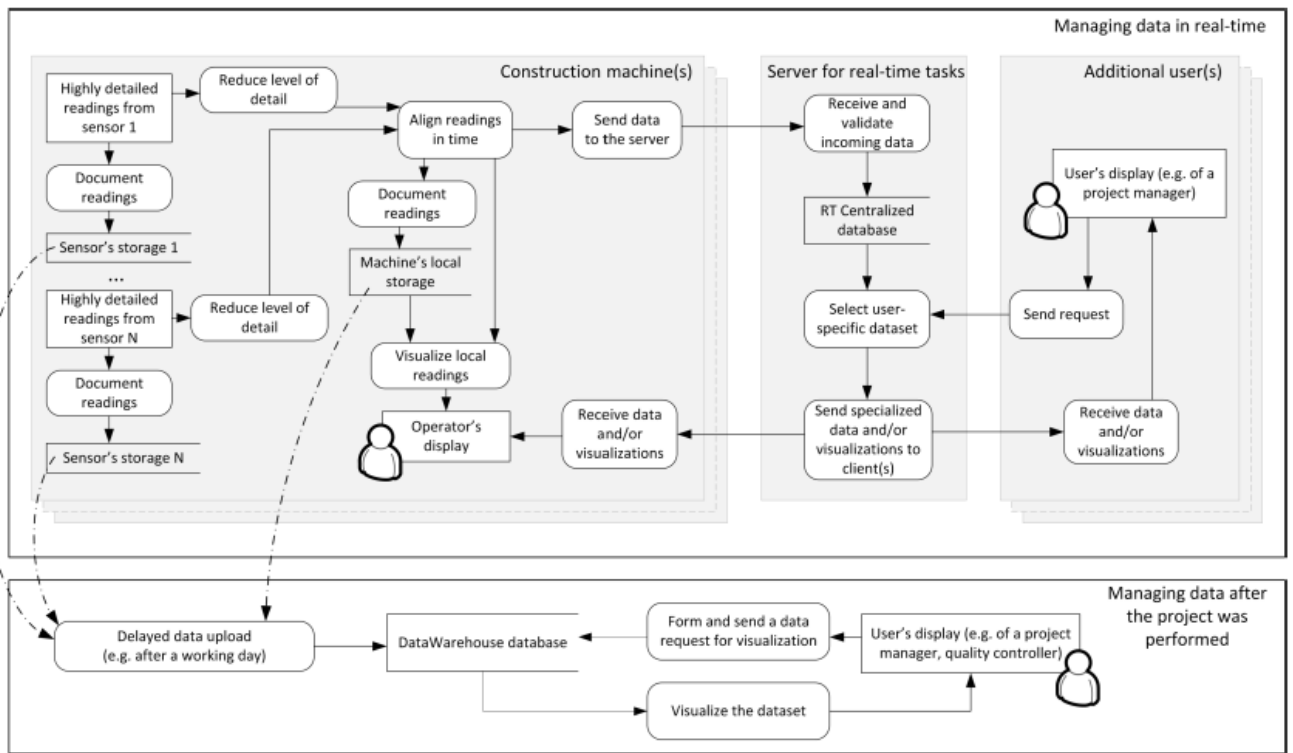 Managing data in real-time
Construction machine(s)
Highly detailed
readings from
sensor 1
Reduce level of
detail
Align readings
in time
Send data
to the server
Document
readings
Sensor's storage 1
...
Highly detailed
readings from
sensor N
Reduce level of
detail
Document
readings
Sensor's storage N
Document
readings
Machine's local
storage
Visualize local
readings
Operator's
display
Receive data
and/or
visualizations
Server for real-time tasks
Receive and
validate
incoming data
RT Centralized
database
Select user-
specific dataset
Send specialized
data and/or
visualizations to
client(s)
Additional user(s)
User's display (e.g. of a
project manager)
Send request
Receive data
and/or
visualizations
Managing data after
the project was
performed
Delayed data upload
(e.g. after a working day)
DataWarehouse database
Form and send a data
request for visualization
User's display (e.g. of a project
manager, quality controller)
Visualize the dataset